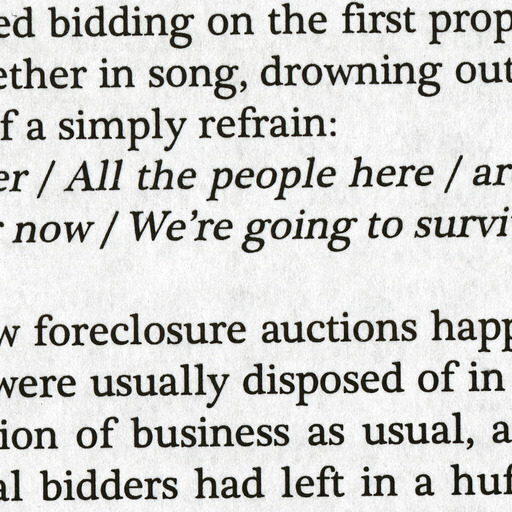 ed bidding on the first prop
ether in song, drowning out
f a simply refrain:
er / All the people here / ar
now / We're going to survi
w foreclosure auctions happ
were usually disposed of in
ion of business as usual, a
al bidders had left in a huf